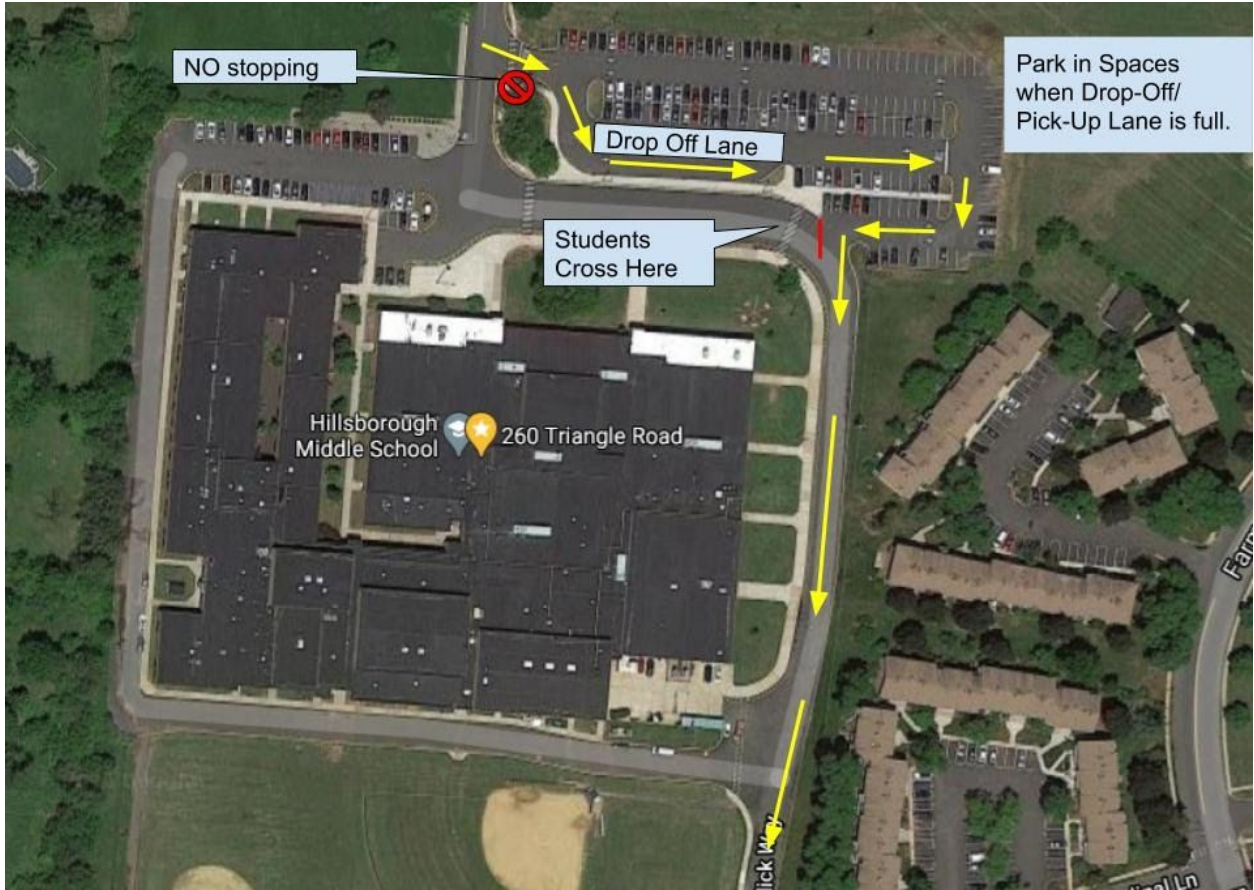 NO stopping
Park in Spaces
when Drop-Off/
Pick-Up Lane is full.
Drop Off Lane
Students
Cross Here
Hillsborough
Middle School
260 Triangle Road